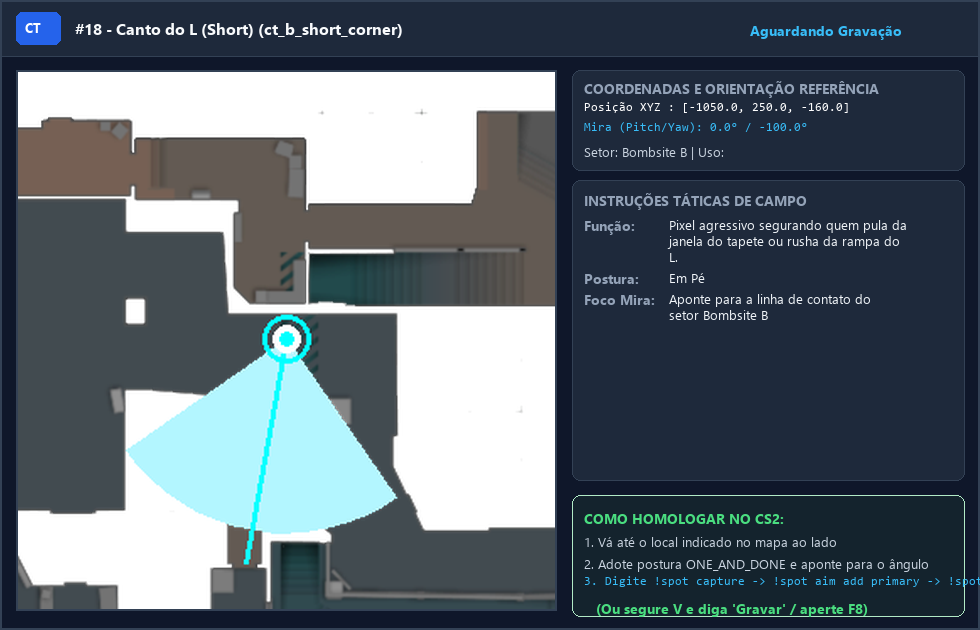 CT
#18 - Canto do L (Short) (ct_b_short_corner)
Aguardando Gravação
COORDENADAS E ORIENTAÇÃO REFERÊNCIA
Posição XYZ : [-1050.0, 250.0, -160.0]
Mira (Pitch/Yaw): 0.0° / -100.0°
Setor: Bombsite B | Uso:
INSTRUÇÕES TÁTICAS DE CAMPO
Função: Pixel agressivo segurando quem pula da
janela do tapete ou rusha da rampa do
L.
Postura: Em Pé
Foco Mira: Aponte para a linha de contato do
setor Bombsite B
COMO HOMOLOGAR NO CS2:
1. Vá até o local indicado no mapa ao lado
2. Adote postura ONE_AND_DONE e aponte para o ângulo
3. Digite !spot capture -> !spot aim add primary -> !spot
(Ou segure V e diga 'Gravar' / aperte F8)